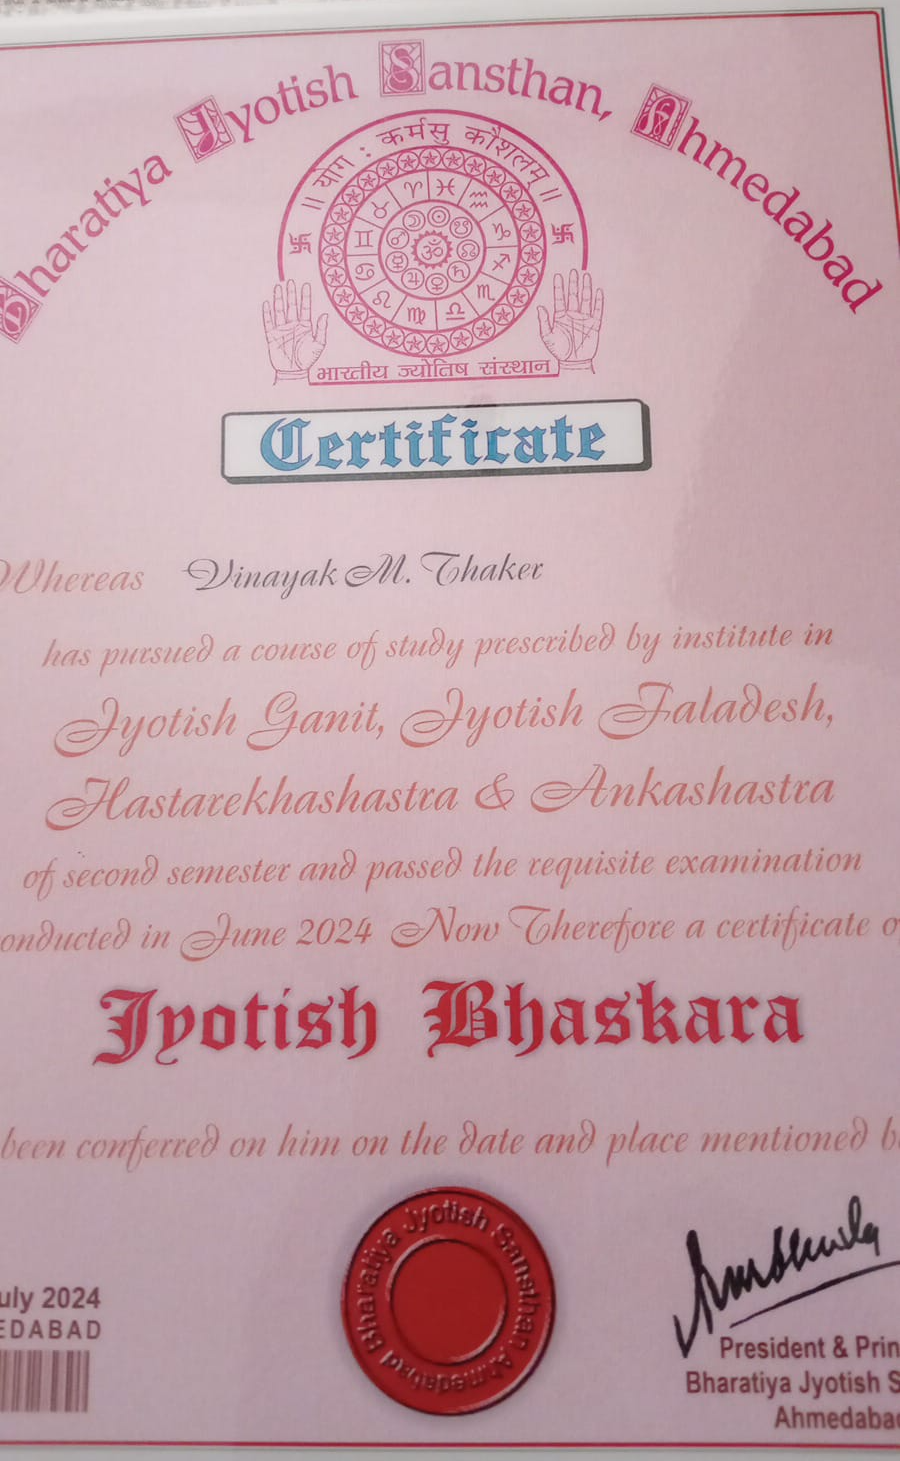 Bharatiya Jyotish Sansthan, Ahmedabad
॥ योग : कर्मसु कौशलम् ॥
भारतीय ज्योतिष संस्थान
Certificate
Whereas Vinayak M. Thaker
has pursued a course of study prescribed by institute in
Jyotish Ganit, Jyotish Faladesh,
Hastarekhashastra & Ankashastra
of second semester and passed the requisite examination
onducted in June 2024 Now Therefore a certificate o
Jyotish Bhaskara
been conferred on him on the date and place mentioned b
Bharatiya Jyotish Sansthan Ahmedabad
uly 2024
EDABAD
President & Prin
Bharatiya Jyotish S
Ahmedaba